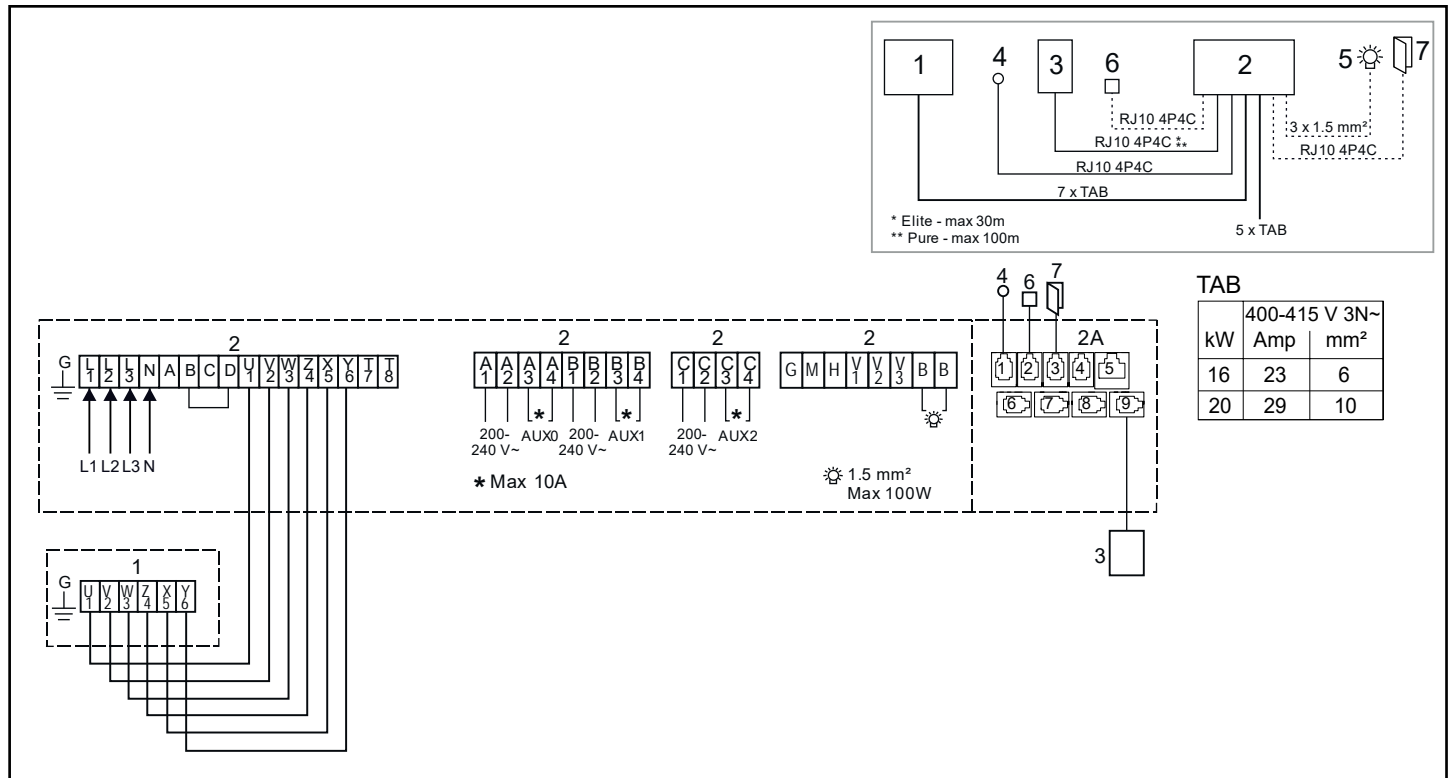 1 4 3 6 2 5 7
RJ10 4P4C
3 x 1.5 mm²
RJ10 4P4C *
**
RJ10 4P4C
RJ10 4P4C
7 x TAB
* Elite - max 30m
** Pure - max 100m
5 x TAB
4 6 7
TAB
400-415 V 3N~
kW Amp mm²
16 23 6
20 29 10
2 2 2 2 2A
G L1 L2 L3 N A B C D U1 V2 W3 Z4 X5 Y6 T7 T8
A1 A2 A3 A4 B1 B2 B3 B4
C1 C2 C3 C4
G M H V1 V2 V3 B B
1 2 3 4 5
6 7 8 9
L1 L2 L3 N
200-240 V~ * AUX0 200-240 V~ * AUX1
200-240 V~ * AUX2
* Max 10A
1.5 mm²
Max 100W
3
1
G U1 V2 W3 Z4 X5 Y6